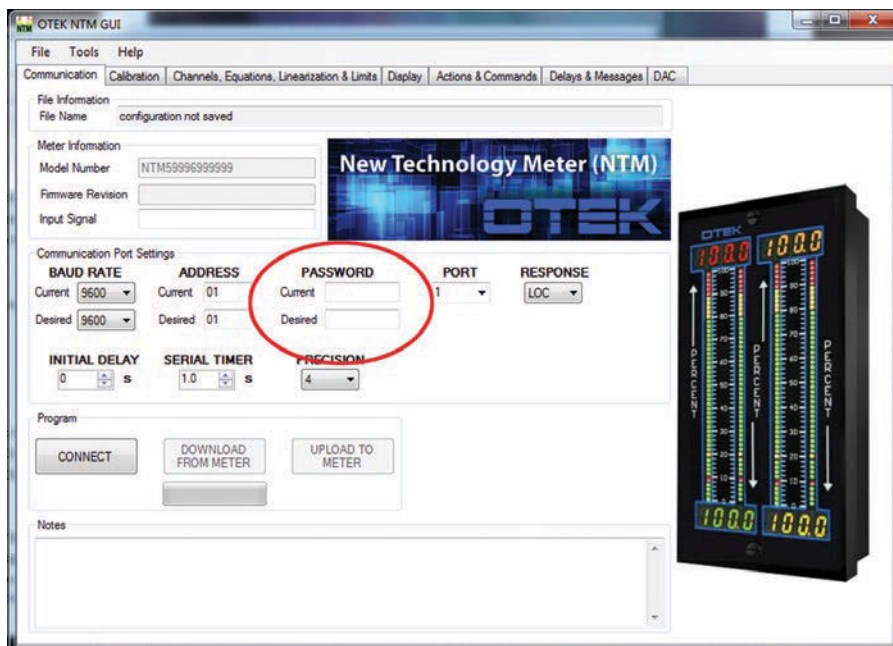 NTM OTEK NTM GUI
File Tools Help
Communication Calibration Channels, Equations, Linearization & Limits Display Actions & Commands Delays & Messages DAC
File Information
File Name configuration not saved
Meter Information
Model Number NTM59996999999
Firmware Revision
Input Signal
New Technology Meter (NTM)
OTEK
Communication Port Settings
BAUD RATE ADDRESS PASSWORD PORT RESPONSE
Current 9600 Current 01 Current 1 LOC
Desired 9600 Desired 01 Desired
INITIAL DELAY SERIAL TIMER PRECISION
0 s 1.0 s 4
Program
CONNECT DOWNLOAD FROM METER UPLOAD TO METER
Notes
OTEK
100.0 100.0
PERCENT PERCENT PERCENT
100.0 100.0